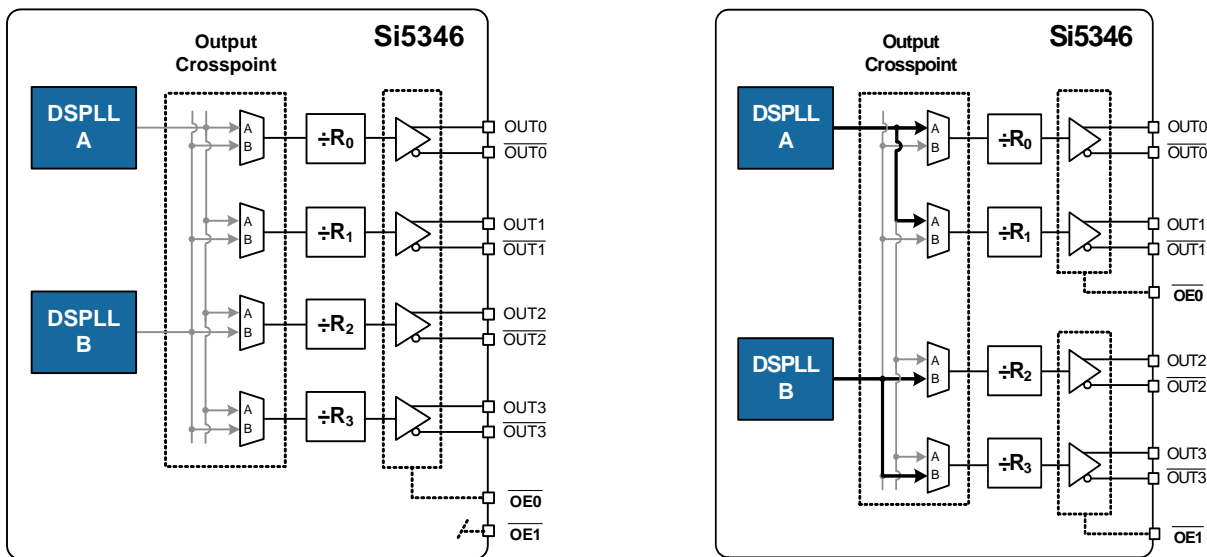 Si5346
Output
Crosspoint
DSPLL
A
DSPLL
B
A
B
A
B
A
B
A
B
÷R0
÷R1
÷R2
÷R3
OUT0
OUT0
OUT1
OUT1
OUT2
OUT2
OUT3
OUT3
OE0
OE1
Si5346
Output
Crosspoint
DSPLL
A
DSPLL
B
A
B
A
B
A
B
A
B
÷R0
÷R1
÷R2
÷R3
OUT0
OUT0
OUT1
OUT1
OE0
OUT2
OUT2
OUT3
OUT3
OE1